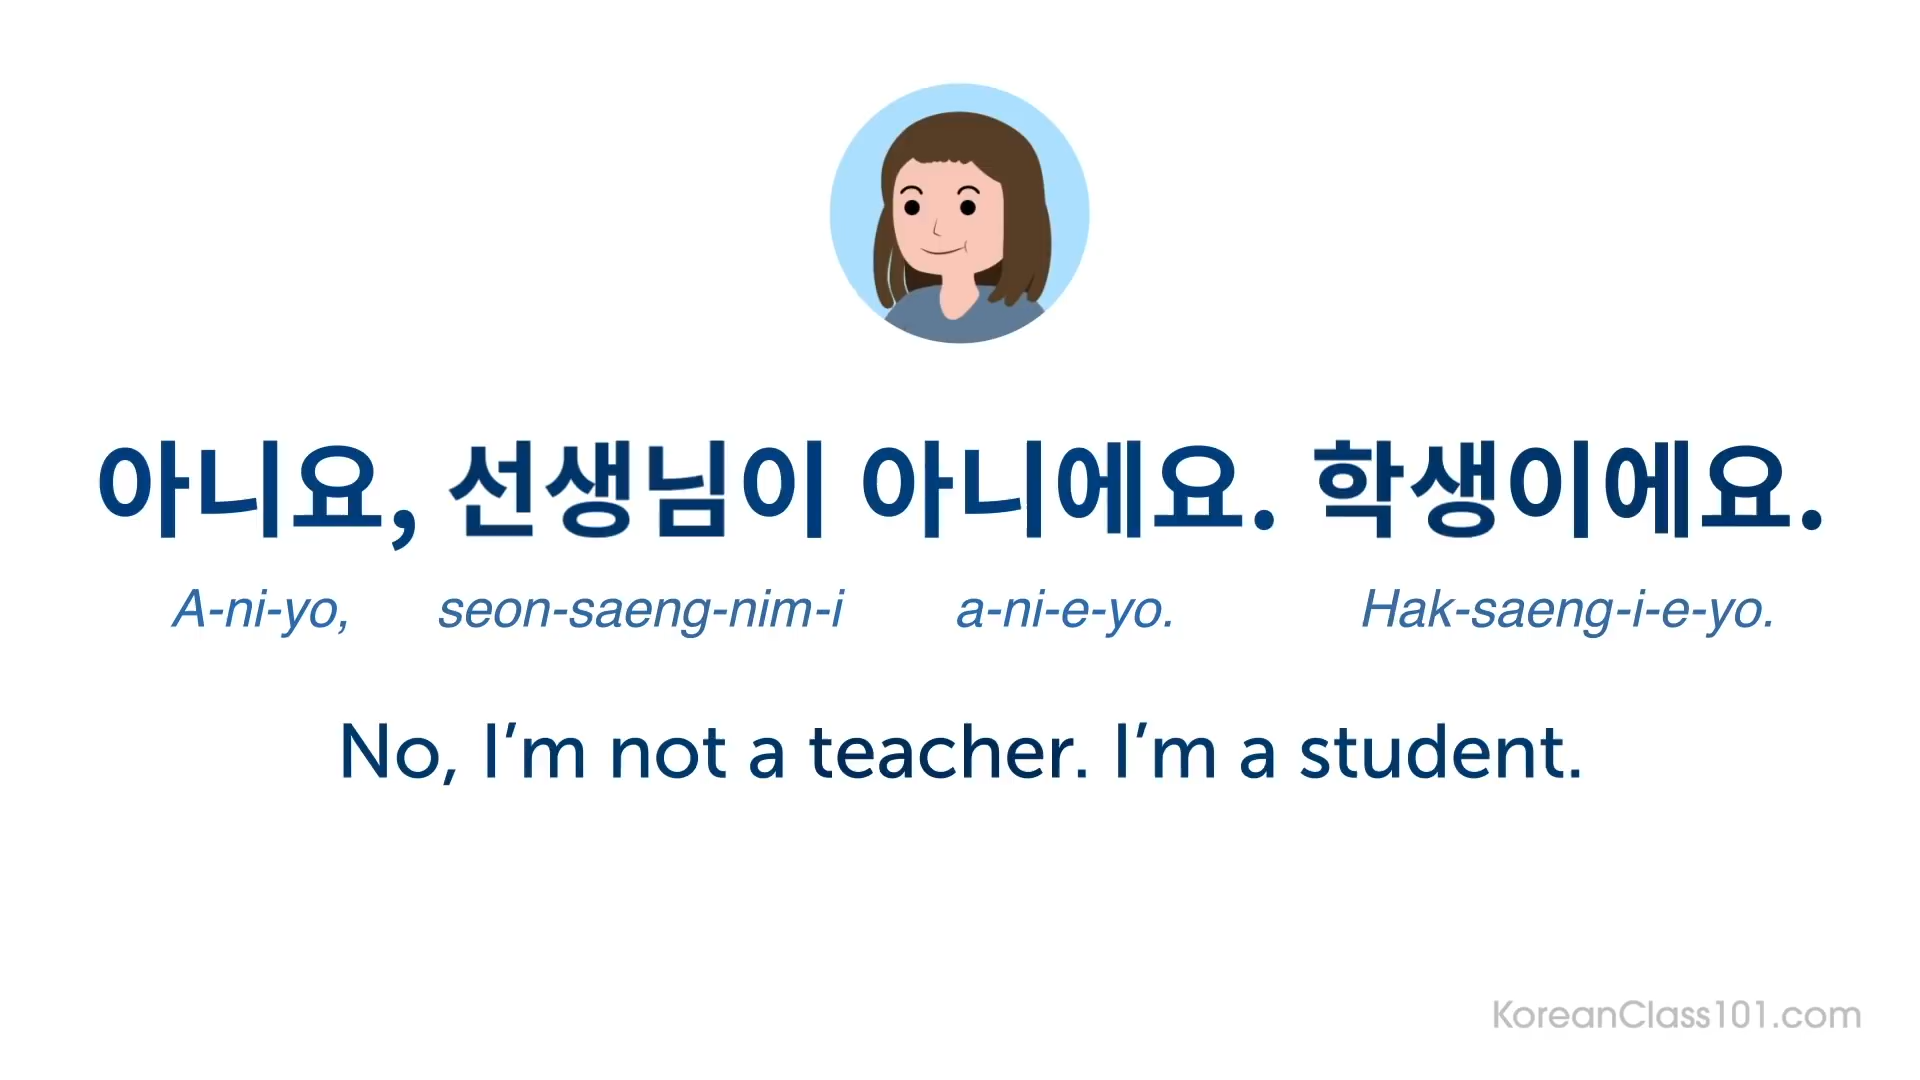 아니요, 선생님이 아니에요. 학생이에요.
A-ni-yo, seon-saeng-nim-i a-ni-e-yo. Hak-saeng-i-e-yo.
No, I’m not a teacher. I’m a student.
KoreanClass101.com